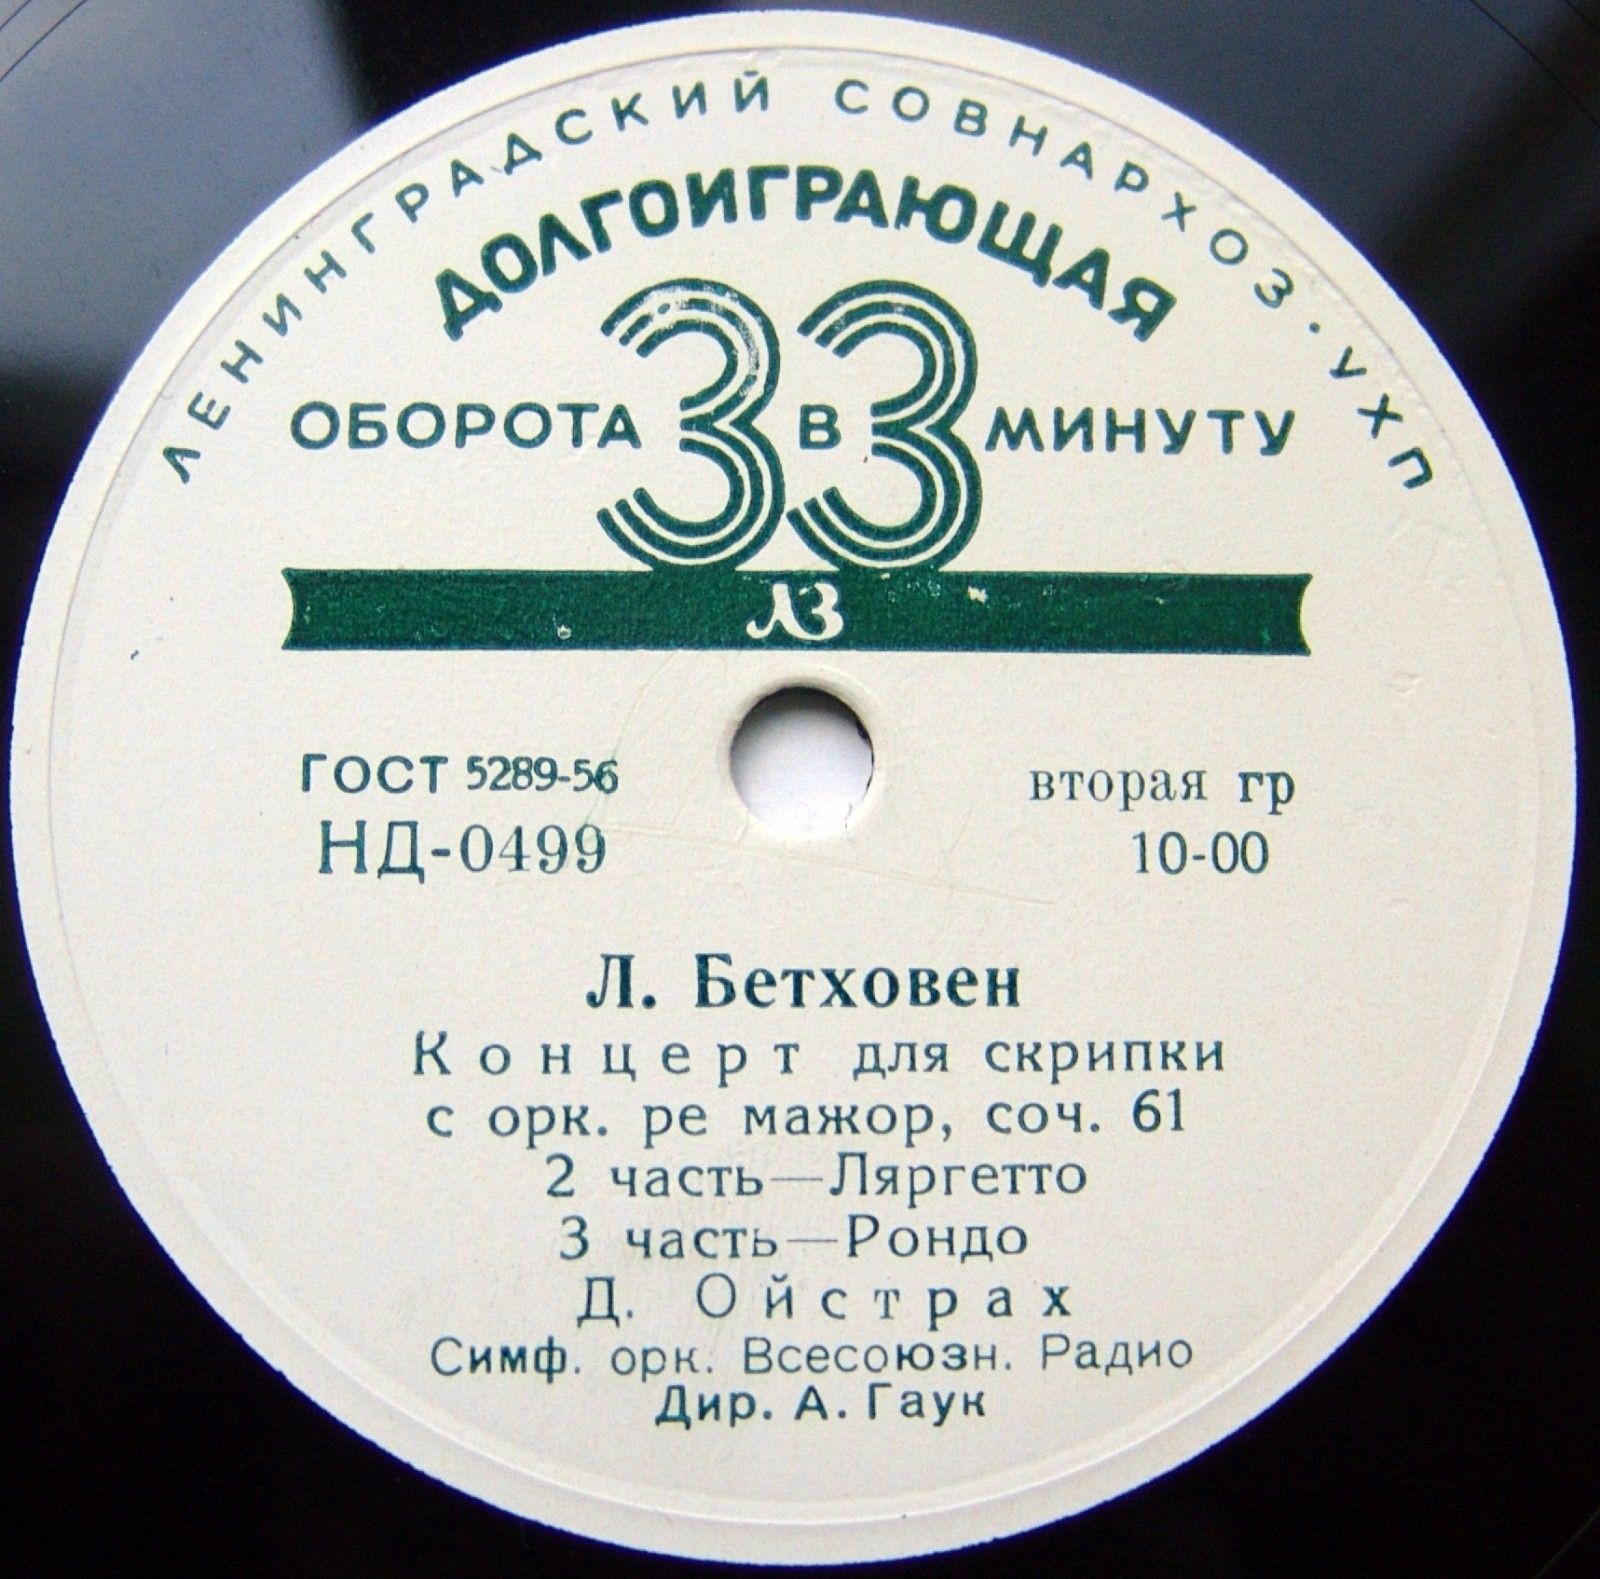 ЛЕНИНГРАДСКИЙ СОВНАРХОЗ. УХП
ДОЛГОИГРАЮЩАЯ
33
ОБОРОТА В МИНУТУ
ЛЗ
ГОСТ 5289-56
вторая гр
НД-0499
10-00
Л. Бетховен
Концерт для скрипки
с орк. ре мажор, соч. 61
2 часть—Ляргетто
3 часть—Рондо
Д. Ойстрах
Симф. орк. Всесоюзн. Радио
Дир. А. Гаук